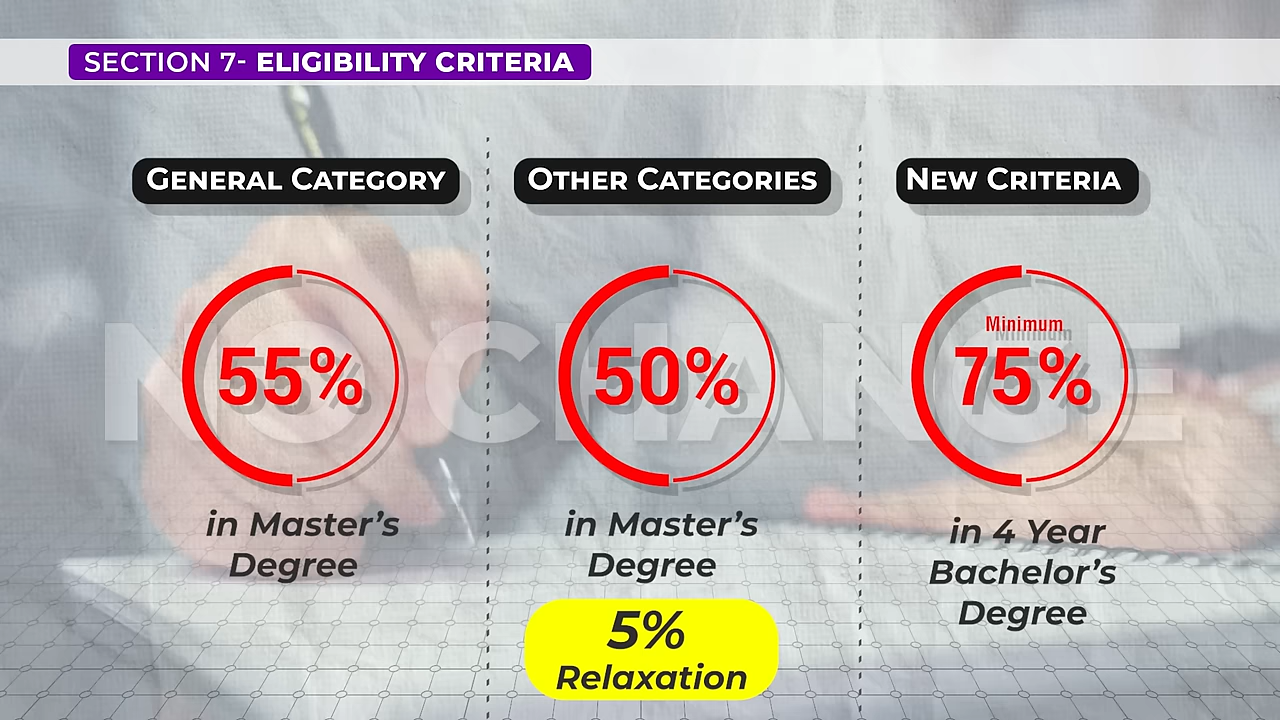 SECTION 7- ELIGIBILITY CRITERIA
GENERAL CATEGORY
55%
in Master's
Degree
OTHER CATEGORIES
50%
in Master's
Degree
5%
Relaxation
NEW CRITERIA
Minimum
75%
in 4 Year
Bachelor's
Degree
NO CHANGE